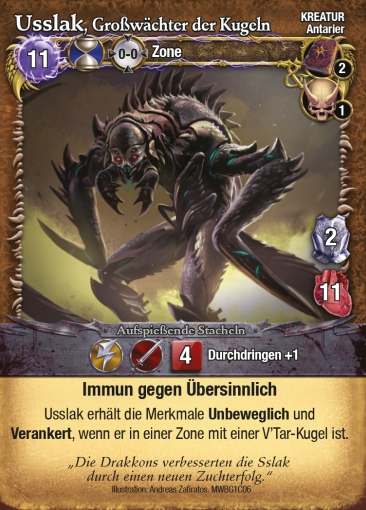 Usslak, Großwächter der Kugeln
KREATUR
Antarier
11
0-0
Zone
2
1
2
11
Aufspießende Stacheln
4
Durchdringen +1
Immun gegen Übersinnlich
Usslak erhält die Merkmale Unbeweglich und
Verankert, wenn er in einer Zone mit einer V'Tar-Kugel ist.
„Die Drakkons verbesserten die Sslak
durch einen neuen Zuchterfolg.“
Illustration: Andreas Zafiratos. MWBG1C06